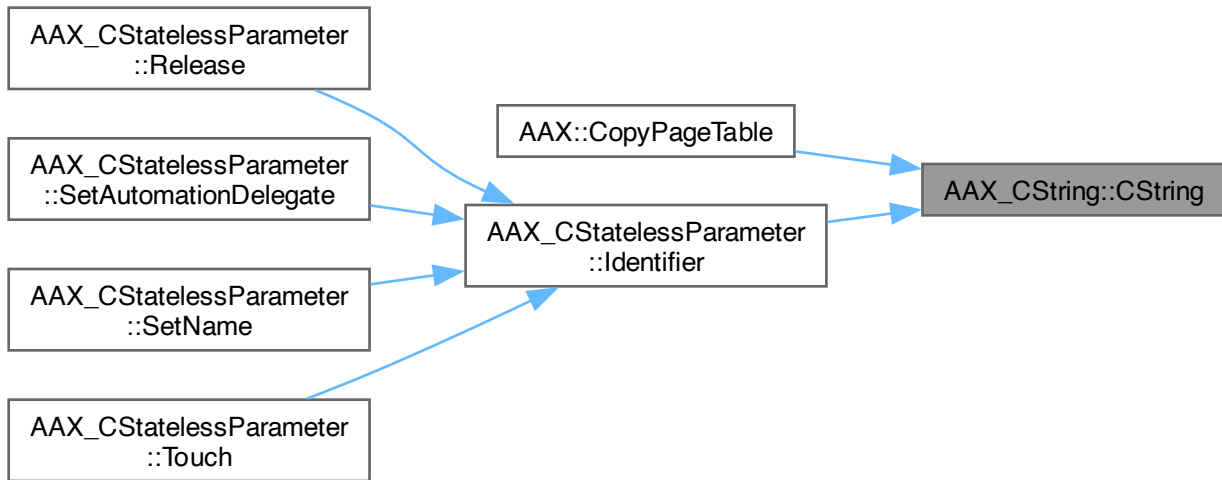 AAX_CStatelessParameter
::Release
AAX_CStatelessParameter
::SetAutomationDelegate
AAX_CStatelessParameter
::SetName
AAX_CStatelessParameter
::Touch
AAX::CopyPageTable
AAX_CStatelessParameter
::Identifier
AAX_CString::CString